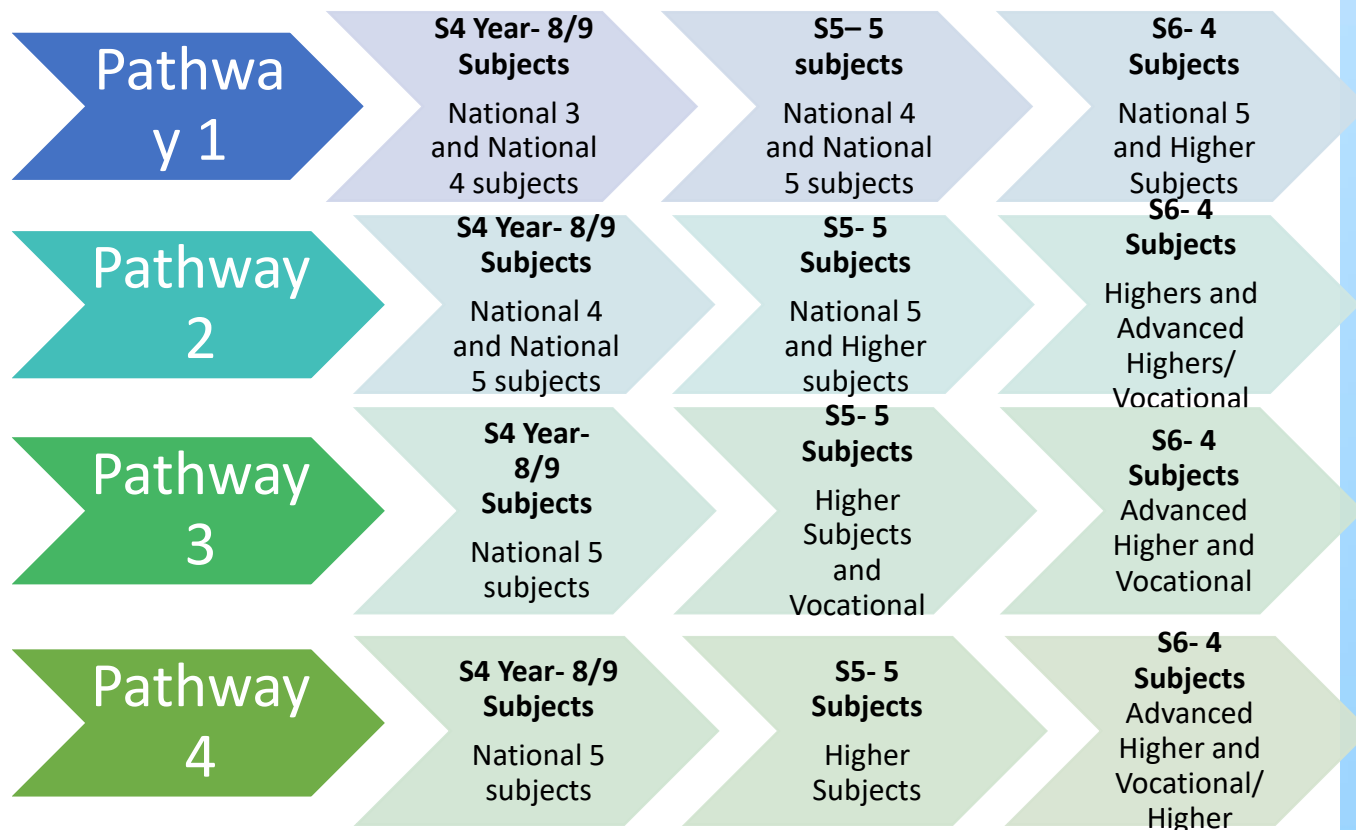 Pathwa
y 1
S4 Year- 8/9
Subjects
National 3
and National
4 subjects
S5– 5
subjects
National 4
and National
5 subjects
S6- 4
Subjects
National 5
and Higher
Subjects
Pathway
2
S4 Year- 8/9
Subjects
National 4
and National
5 subjects
S5- 5
Subjects
National 5
and Higher
subjects
S6- 4
Subjects
Highers and
Advanced
Highers/
Vocational
Pathway
3
S4 Year-
8/9
Subjects
National 5
subjects
S5- 5
Subjects
Higher
Subjects
and
Vocational
S6- 4
Subjects
Advanced
Higher and
Vocational
Pathway
4
S4 Year- 8/9
Subjects
National 5
subjects
S5- 5
Subjects
Higher
Subjects
S6- 4
Subjects
Advanced
Higher and
Vocational/
Higher